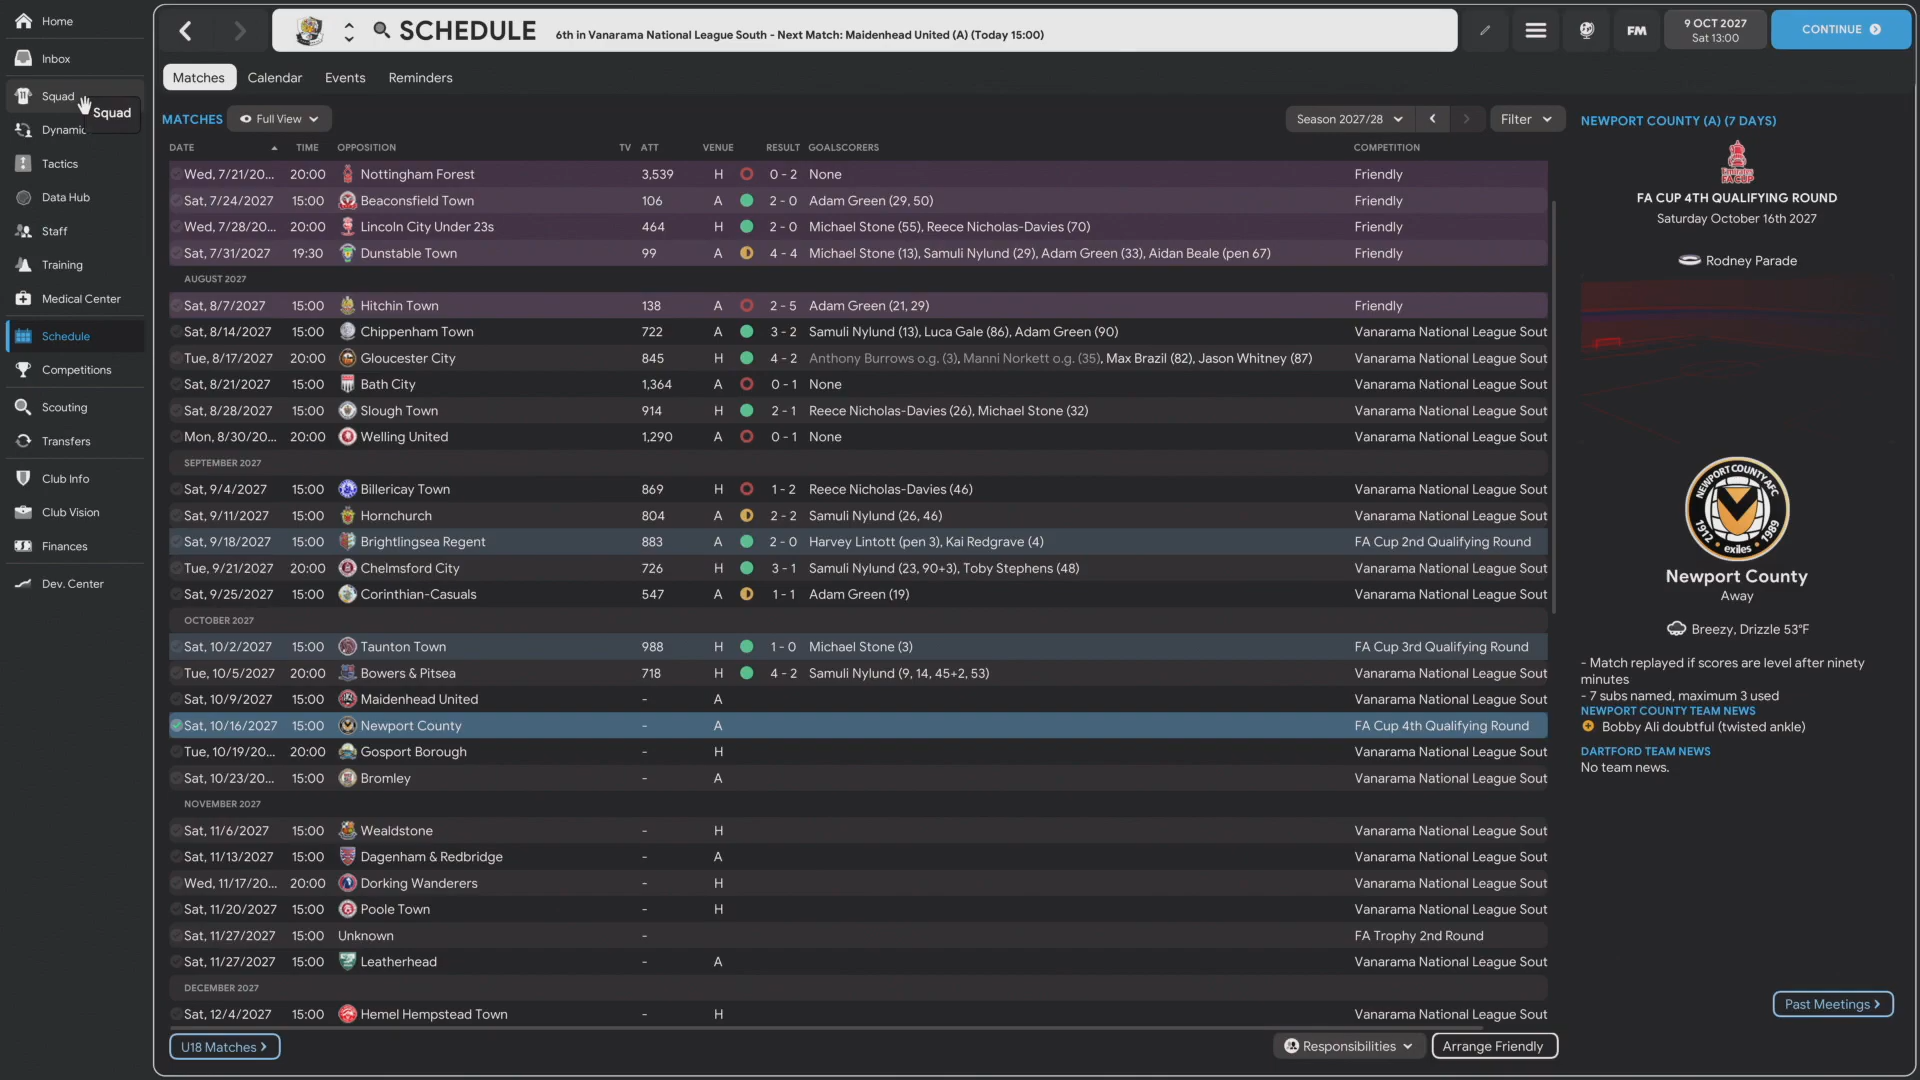 Home
Inbox
Squad
Squad
Dynamic
Tactics
Data Hub
Staff
Training
Medical Center
Schedule
Competitions
Scouting
Transfers
Club Info
Club Vision
Finances
Dev. Center
SCHEDULE 6th in Vanarama National League South - Next Match: Maidenhead United (A) (Today 15:00)
FM
9 OCT 2027
Sat 13:00
CONTINUE
Matches Calendar Events Reminders
MATCHES Full View Season 2027/28 Filter
DATE TIME OPPOSITION TV ATT VENUE RESULT GOALSCORERS COMPETITION
Wed, 7/21/20... 20:00 Nottingham Forest 3,539 H 0 - 2 None Friendly
Sat, 7/24/2027 15:00 Beaconsfield Town 106 A 2 - 0 Adam Green (29, 50) Friendly
Wed, 7/28/20... 20:00 Lincoln City Under 23s 464 H 2 - 0 Michael Stone (55), Reece Nicholas-Davies (70) Friendly
Sat, 7/31/2027 19:30 Dunstable Town 99 A 4 - 4 Michael Stone (13), Samuli Nylund (29), Adam Green (33), Aidan Beale (pen 67) Friendly
AUGUST 2027
Sat, 8/7/2027 15:00 Hitchin Town 138 A 2 - 5 Adam Green (21, 29) Friendly
Sat, 8/14/2027 15:00 Chippenham Town 722 A 3 - 2 Samuli Nylund (13), Luca Gale (86), Adam Green (90) Vanarama National League Sout
Tue, 8/17/2027 20:00 Gloucester City 845 H 4 - 2 Anthony Burrows o.g. (3), Manni Norkett o.g. (35), Max Brazil (82), Jason Whitney (87) Vanarama National League Sout
Sat, 8/21/2027 15:00 Bath City 1,364 A 0 - 1 None Vanarama National League Sout
Sat, 8/28/2027 15:00 Slough Town 914 H 2 - 1 Reece Nicholas-Davies (26), Michael Stone (32) Vanarama National League Sout
Mon, 8/30/20... 20:00 Welling United 1,290 A 0 - 1 None Vanarama National League Sout
SEPTEMBER 2027
Sat, 9/4/2027 15:00 Billericay Town 869 H 1 - 2 Reece Nicholas-Davies (46) Vanarama National League Sout
Sat, 9/11/2027 15:00 Hornchurch 804 A 2 - 2 Samuli Nylund (26, 46) Vanarama National League Sout
Sat, 9/18/2027 15:00 Brightlingsea Regent 883 A 2 - 0 Harvey Lintott (pen 3), Kai Redgrave (4) FA Cup 2nd Qualifying Round
Tue, 9/21/2027 20:00 Chelmsford City 726 H 3 - 1 Samuli Nylund (23, 90+3), Toby Stephens (48) Vanarama National League Sout
Sat, 9/25/2027 15:00 Corinthian-Casuals 547 A 1 - 1 Adam Green (19) Vanarama National League Sout
OCTOBER 2027
Sat, 10/2/2027 15:00 Taunton Town 988 H 1 - 0 Michael Stone (3) FA Cup 3rd Qualifying Round
Tue, 10/5/2027 20:00 Bowers & Pitsea 718 H 4 - 2 Samuli Nylund (9, 14, 45+2, 53) Vanarama National League Sout
Sat, 10/9/2027 15:00 Maidenhead United - A Vanarama National League Sout
Sat, 10/16/2027 15:00 Newport County - A FA Cup 4th Qualifying Round
Tue, 10/19/20... 20:00 Gosport Borough - H Vanarama National League Sout
Sat, 10/23/20... 15:00 Bromley - A Vanarama National League Sout
NOVEMBER 2027
Sat, 11/6/2027 15:00 Wealdstone - H Vanarama National League Sout
Sat, 11/13/2027 15:00 Dagenham & Redbridge - A Vanarama National League Sout
Wed, 11/17/20... 20:00 Dorking Wanderers - H Vanarama National League Sout
Sat, 11/20/2027 15:00 Poole Town - H Vanarama National League Sout
Sat, 11/27/2027 15:00 Unknown - FA Trophy 2nd Round
Sat, 11/27/2027 15:00 Leatherhead - A Vanarama National League Sout
DECEMBER 2027
Sat, 12/4/2027 15:00 Hemel Hempstead Town - H Vanarama National League Sout
U18 Matches Responsibilities Arrange Friendly
NEWPORT COUNTY (A) (7 DAYS)
Emirates
FA CUP
FA CUP 4TH QUALIFYING ROUND
Saturday October 16th 2027
Rodney Parade
NEWPORT COUNTY AFC
1912 exiles 1989
Newport County
Away
Breezy, Drizzle 53°F
- Match replayed if scores are level after ninety
minutes
- 7 subs named, maximum 3 used
NEWPORT COUNTY TEAM NEWS
Bobby Ali doubtful (twisted ankle)
DARTFORD TEAM NEWS
No team news.
Past Meetings